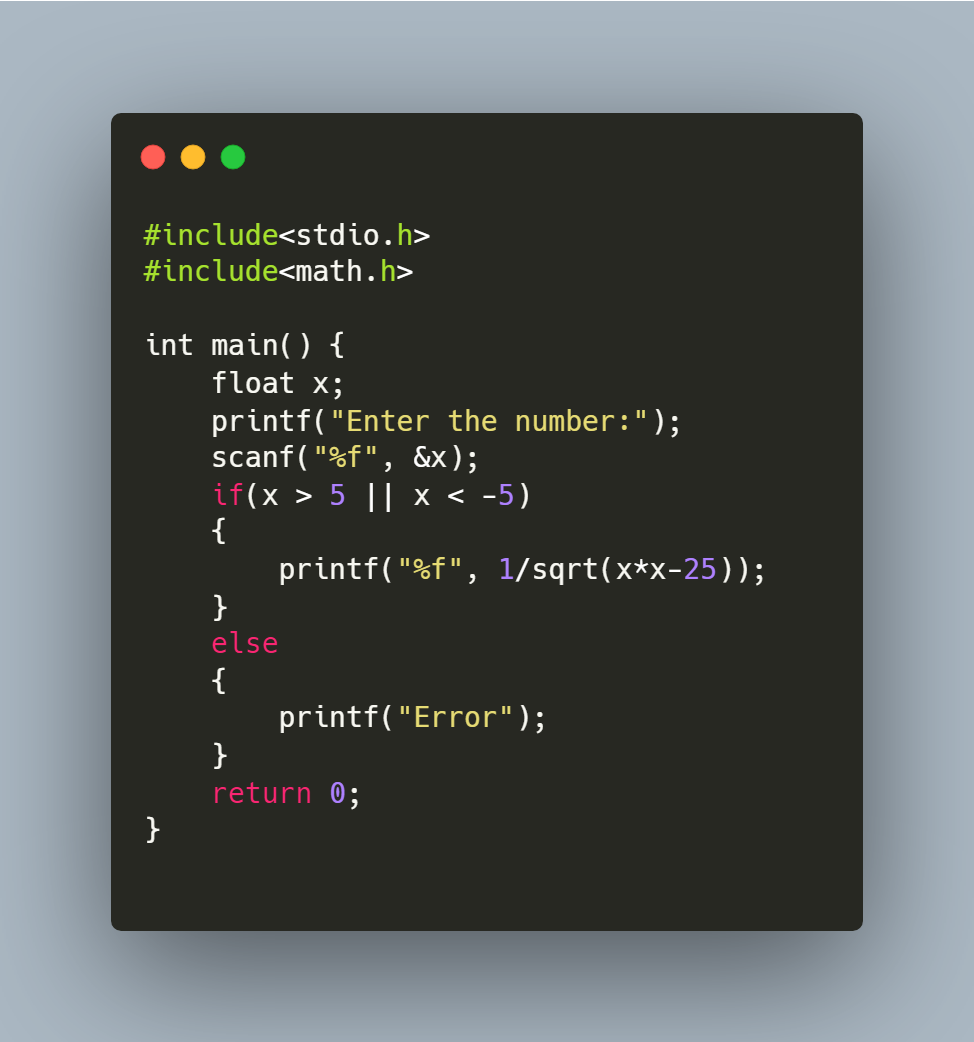 #include<stdio.h>
#include<math.h>

int main() {
    float x;
    printf("Enter the number:");
    scanf("%f", &x);
    if(x > 5 || x < -5)
    {
        printf("%f", 1/sqrt(x*x-25));
    }
    else
    {
        printf("Error");
    }
    return 0;
}